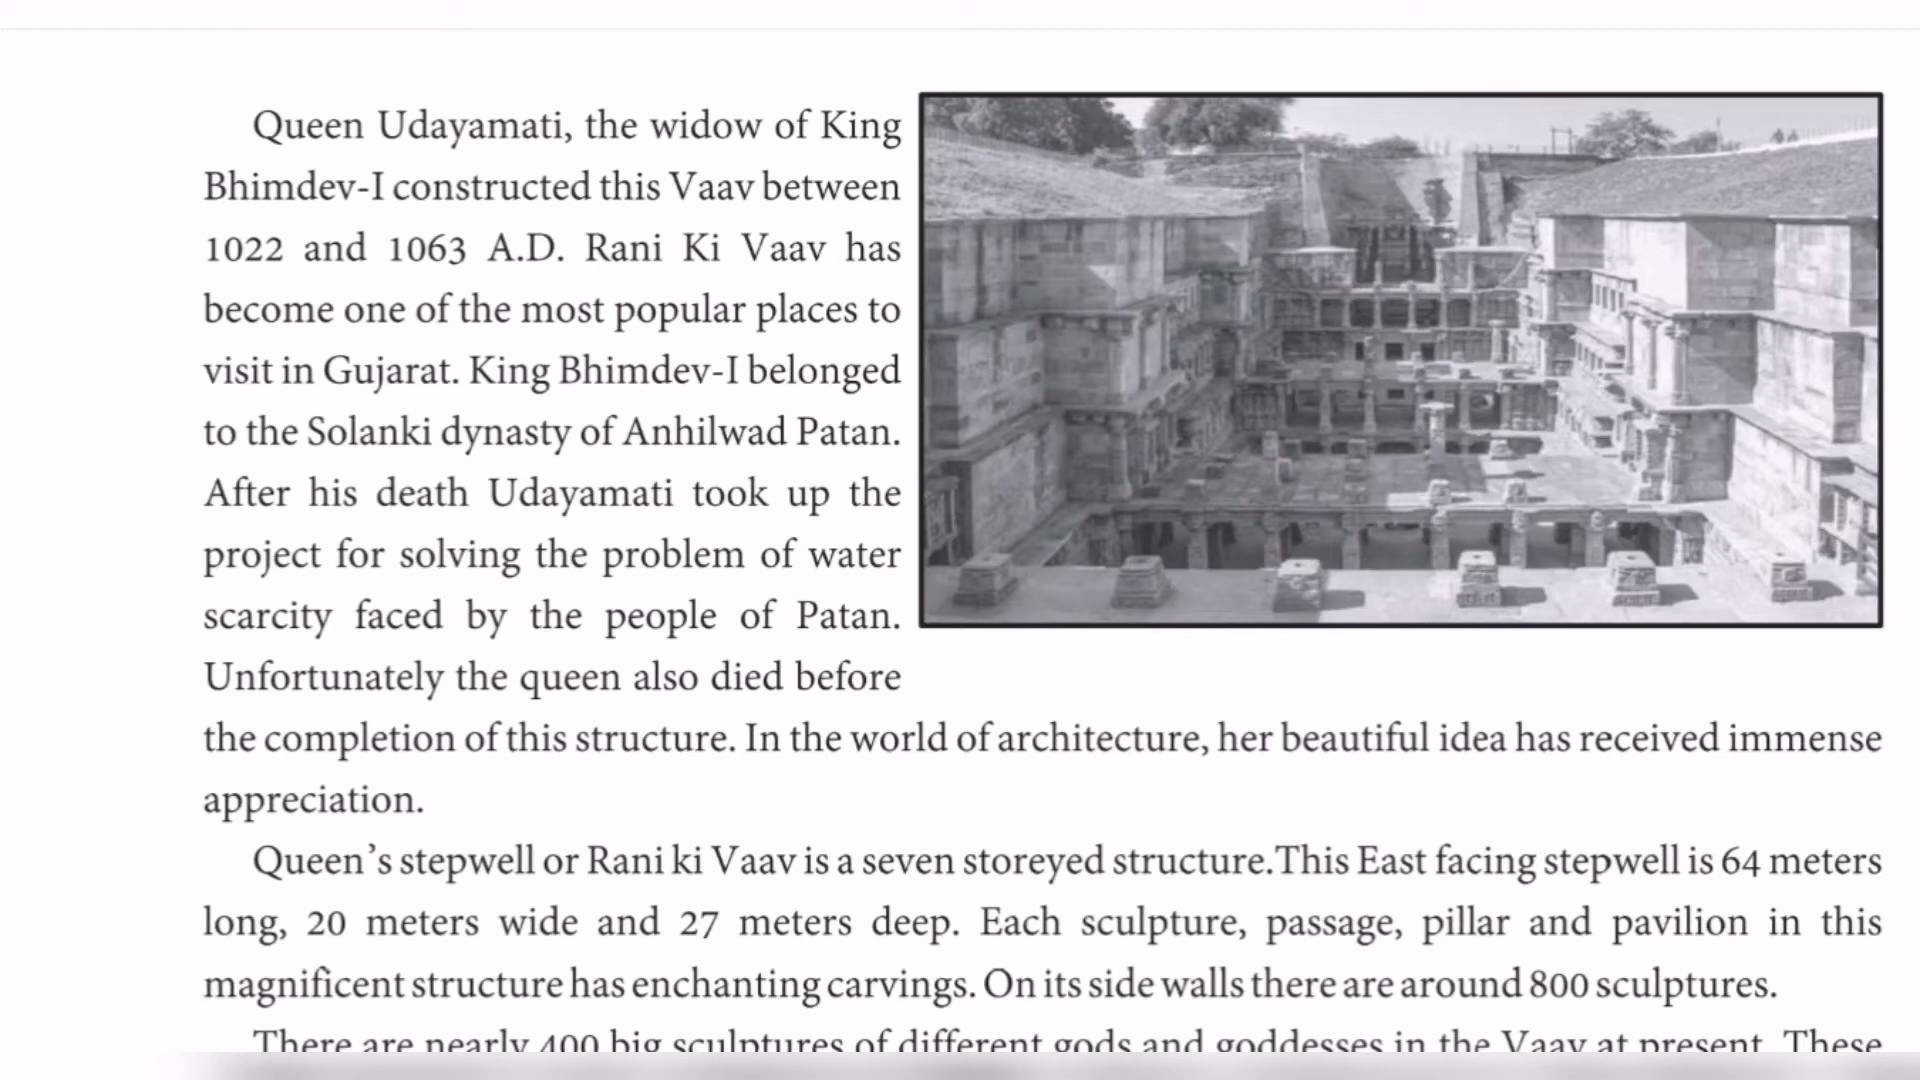 Queen Udayamati, the widow of King
Bhimdev-I constructed this Vaav between
1022 and 1063 A.D. Rani Ki Vaav has
become one of the most popular places to
visit in Gujarat. King Bhimdev-I belonged
to the Solanki dynasty of Anhilwad Patan.
After his death Udayamati took up the
project for solving the problem of water
scarcity faced by the people of Patan.
Unfortunately the queen also died before
the completion of this structure. In the world of architecture, her beautiful idea has received immense
appreciation.
Queen’s stepwell or Rani ki Vaav is a seven storeyed structure.This East facing stepwell is 64 meters
long, 20 meters wide and 27 meters deep. Each sculpture, passage, pillar and pavilion in this
magnificent structure has enchanting carvings. On its side walls there are around 800 sculptures.
There are nearly 400 big sculptures of different gods and goddesses in the Vaav at present. These